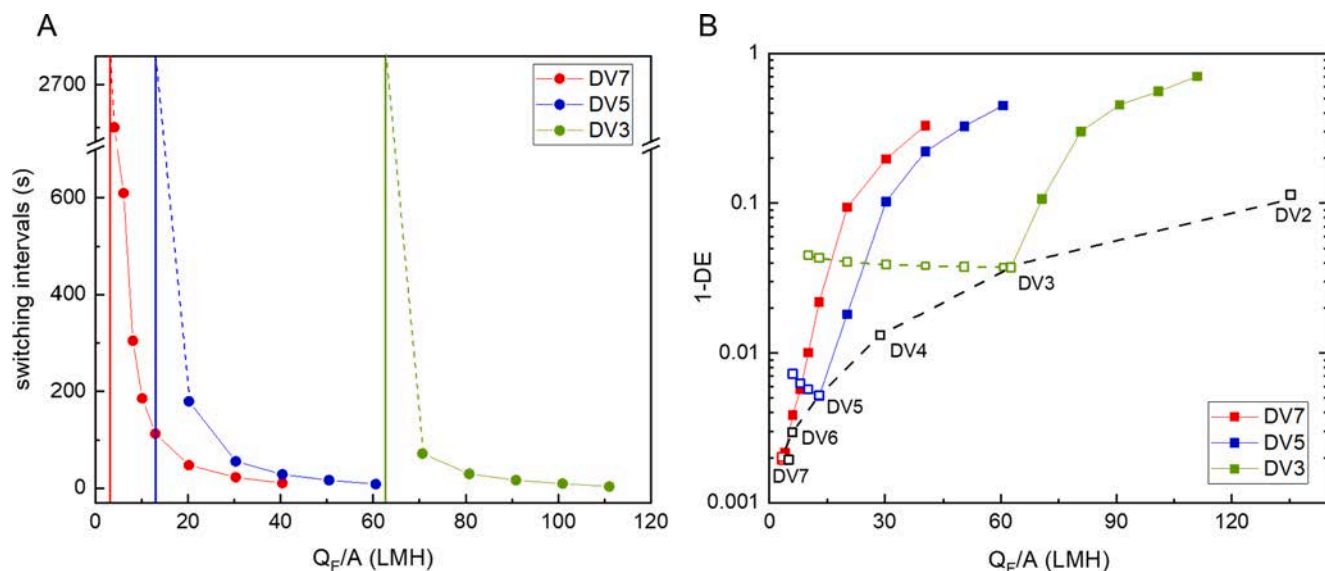 A
switching intervals (s)
2700
600
400
200
0
0 20 40 60 80 100 120
Q_F/A (LMH)
DV7
DV5
DV3
B
1-DE
1
0.1
0.01
0.001
0 30 60 90 120
Q_F/A (LMH)
DV2
DV3
DV4
DV5
DV6
DV7
DV7
DV5
DV3